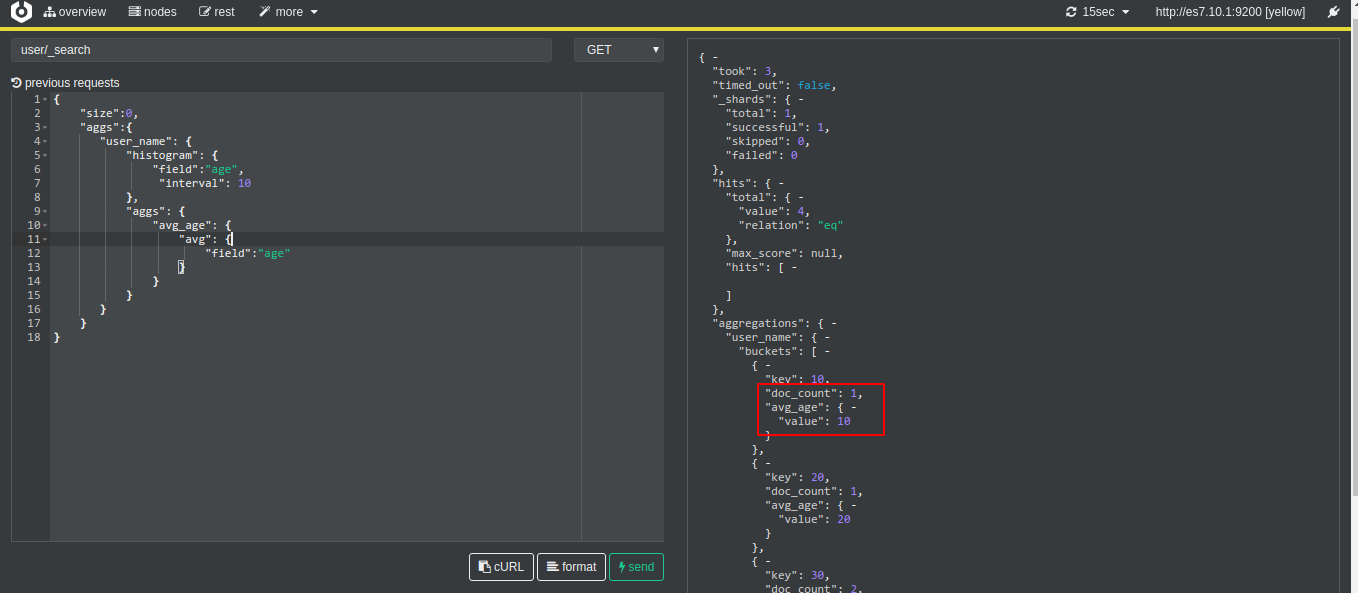 overview nodes rest more 15sec http://es7.10.1:9200 [yellow]
user/_search GET
previous requests
1 {
2 "size":0,
3 "aggs":{
4 "user_name": {
5 "histogram": {
6 "field":"age",
7 "interval": 10
8 },
9 "aggs": {
10 "avg_age": {
11 "avg": {
12 "field":"age"
13 }
14 }
15 }
16 }
17 }
18 }
cURL format send
{ -
"took": 3,
"timed_out": false,
"_shards": { -
"total": 1,
"successful": 1,
"skipped": 0,
"failed": 0
},
"hits": { -
"total": { -
"value": 4,
"relation": "eq"
},
"max_score": null,
"hits": [ -
]
},
"aggregations": { -
"user_name": { -
"buckets": [ -
{ -
"key": 10,
"doc_count": 1,
"avg_age": { -
"value": 10
}
},
{ -
"key": 20,
"doc_count": 1,
"avg_age": { -
"value": 20
}
},
{ -
"key": 30,
"doc_count": 2,